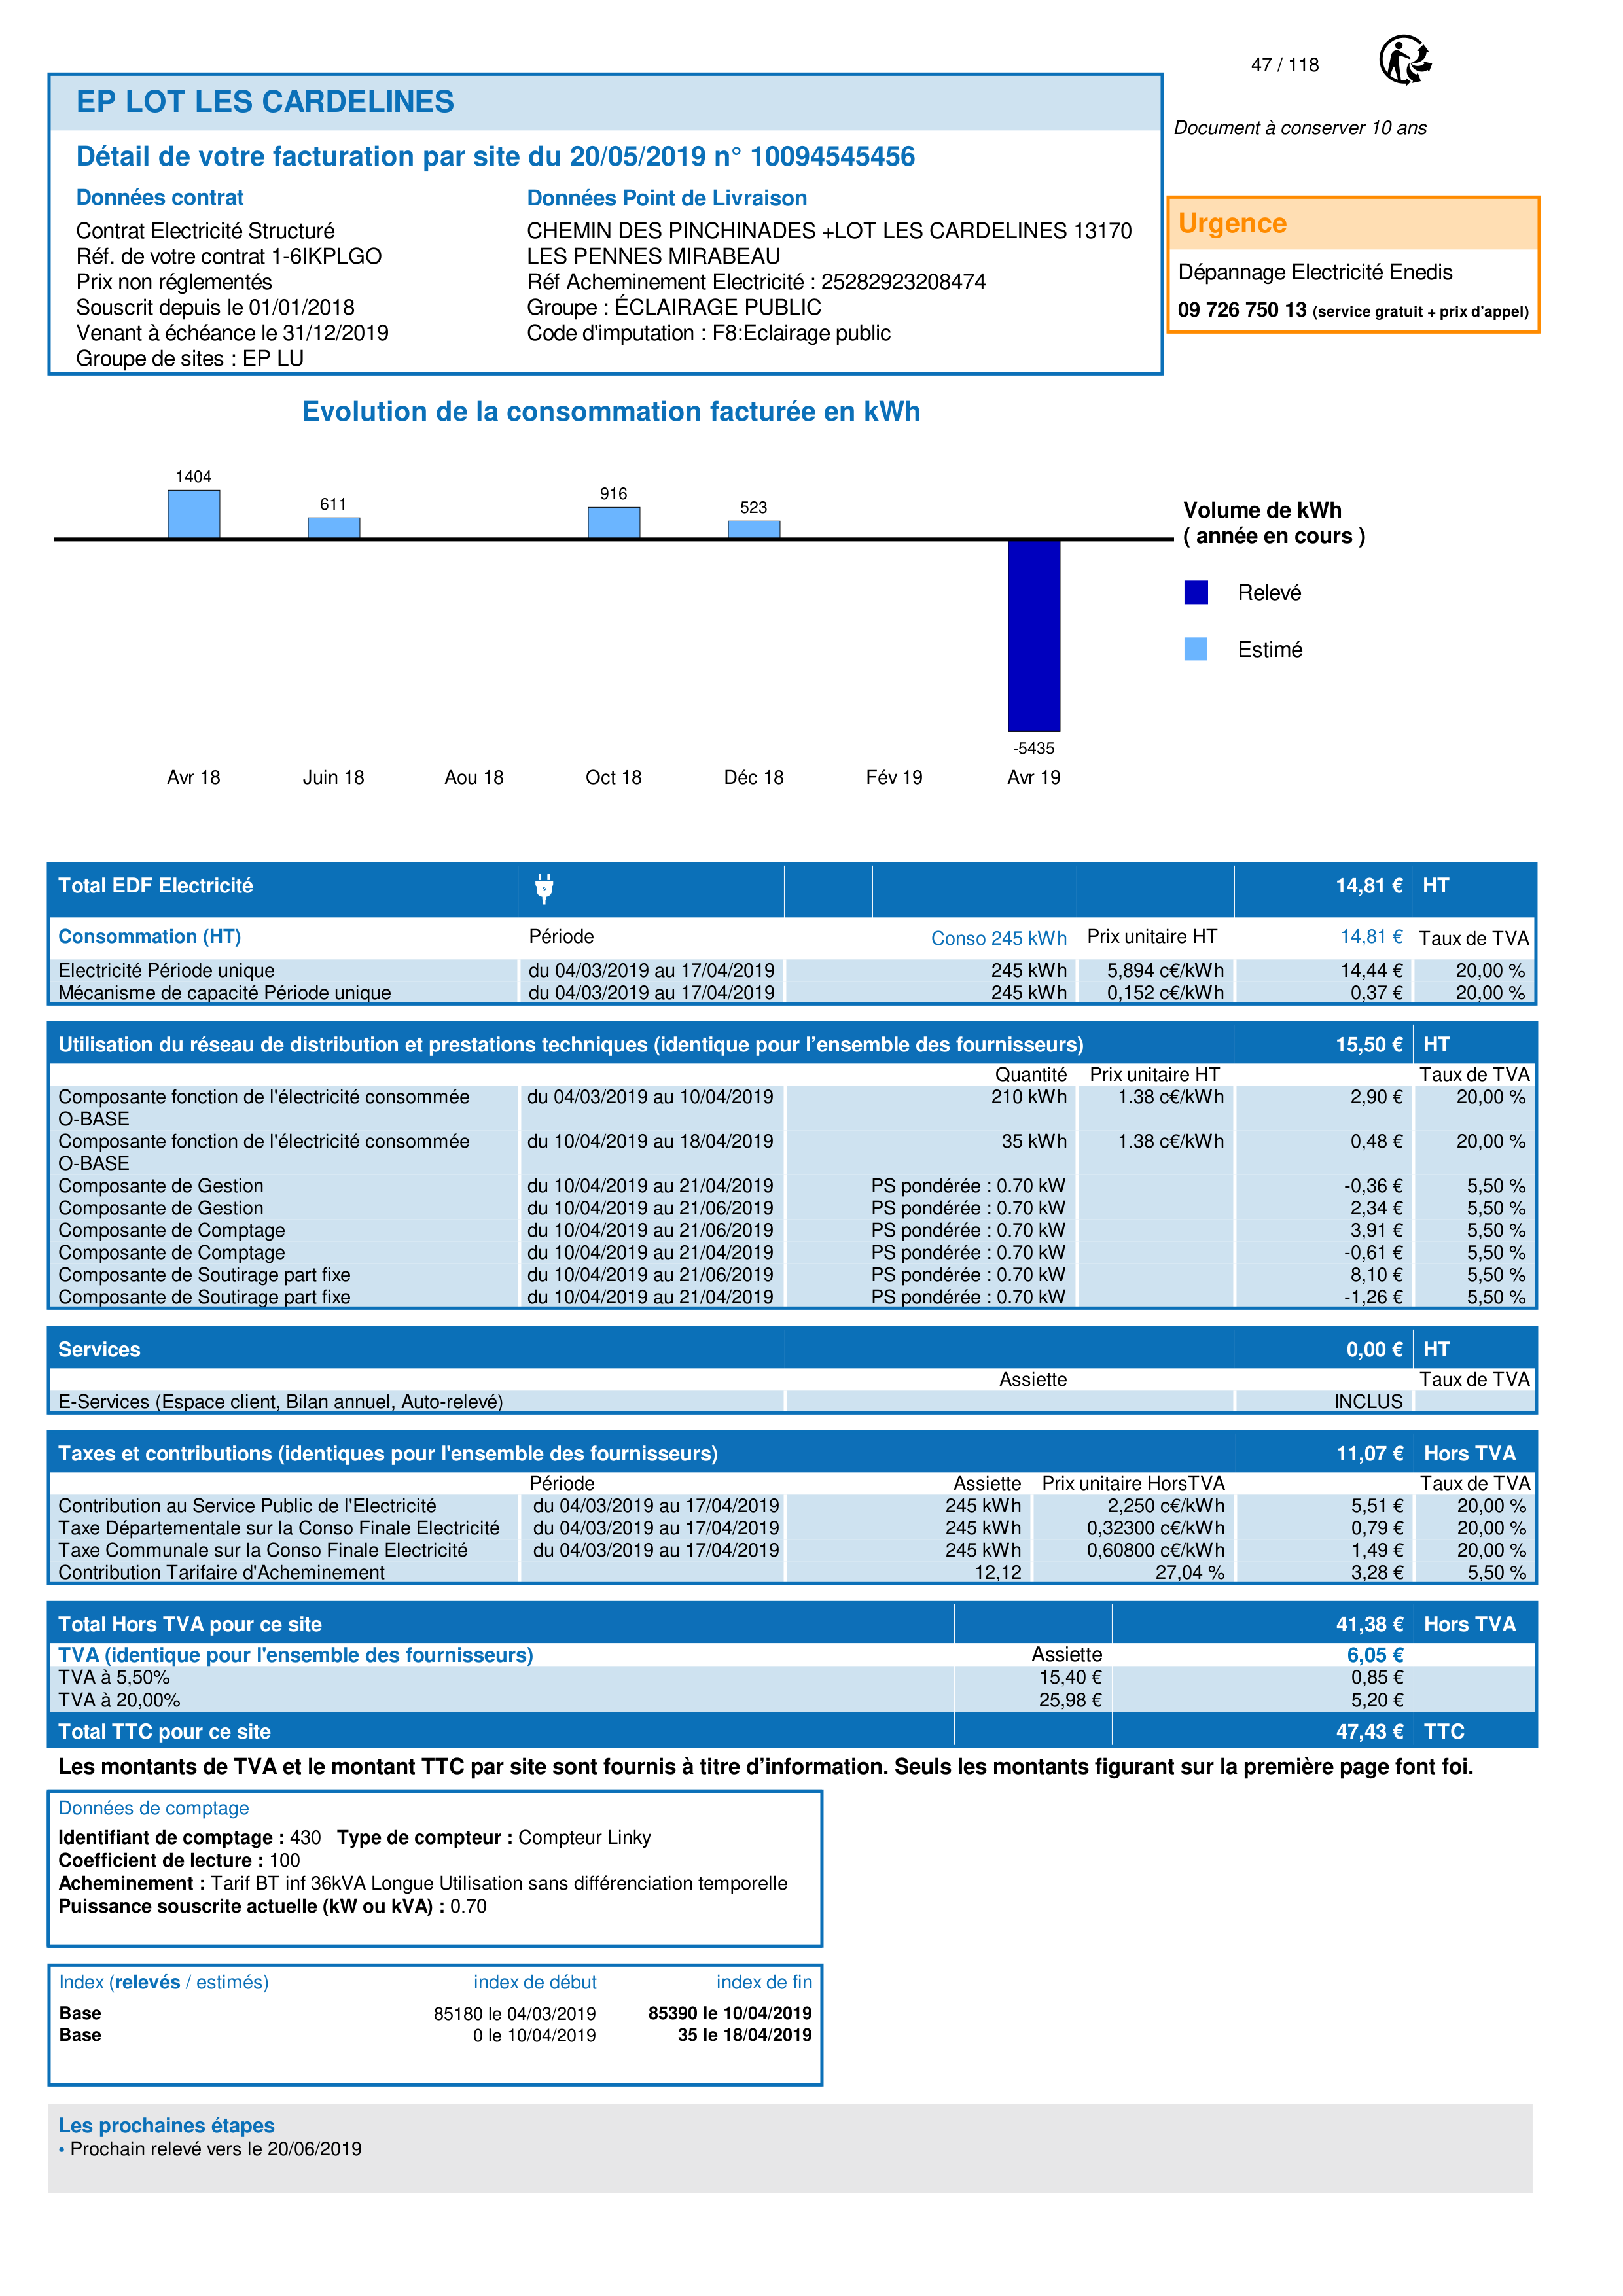 47 / 118
EP LOT LES CARDELINES
Document à conserver 10 ans
Détail de votre facturation par site du 20/05/2019 n° 10094545456
Données contrat
Contrat Electricité Structuré
Réf. de votre contrat 1-6IKPLGO
Prix non réglementés
Souscrit depuis le 01/01/2018
Venant à échéance le 31/12/2019
Groupe de sites : EP LU
Données Point de Livraison
CHEMIN DES PINCHINADES +LOT LES CARDELINES 13170
LES PENNES MIRABEAU
Réf Acheminement Electricité : 25282923208474
Groupe : ÉCLAIRAGE PUBLIC
Code d'imputation : F8:Eclairage public
Urgence
Dépannage Electricité Enedis
09 726 750 13 (service gratuit + prix d'appel)
Evolution de la consommation facturée en kWh
1404
611
916
523
-5435
Avr 18 Juin 18 Aou 18 Oct 18 Déc 18 Fév 19 Avr 19
Volume de kWh
( année en cours )
Relevé
Estimé
Total EDF Electricité 14,81 € HT
Consommation (HT) Période Conso 245 kWh Prix unitaire HT 14,81 € Taux de TVA
Electricité Période unique du 04/03/2019 au 17/04/2019 245 kWh 5,894 c€/kWh 14,44 € 20,00 %
Mécanisme de capacité Période unique du 04/03/2019 au 17/04/2019 245 kWh 0,152 c€/kWh 0,37 € 20,00 %
Utilisation du réseau de distribution et prestations techniques (identique pour l'ensemble des fournisseurs) 15,50 € HT
Quantité Prix unitaire HT Taux de TVA
Composante fonction de l'électricité consommée du 04/03/2019 au 10/04/2019 210 kWh 1.38 c€/kWh 2,90 € 20,00 %
O-BASE
Composante fonction de l'électricité consommée du 10/04/2019 au 18/04/2019 35 kWh 1.38 c€/kWh 0,48 € 20,00 %
O-BASE
Composante de Gestion du 10/04/2019 au 21/04/2019 PS pondérée : 0.70 kW -0,36 € 5,50 %
Composante de Gestion du 10/04/2019 au 21/06/2019 PS pondérée : 0.70 kW 2,34 € 5,50 %
Composante de Comptage du 10/04/2019 au 21/06/2019 PS pondérée : 0.70 kW 3,91 € 5,50 %
Composante de Comptage du 10/04/2019 au 21/04/2019 PS pondérée : 0.70 kW -0,61 € 5,50 %
Composante de Soutirage part fixe du 10/04/2019 au 21/06/2019 PS pondérée : 0.70 kW 8,10 € 5,50 %
Composante de Soutirage part fixe du 10/04/2019 au 21/04/2019 PS pondérée : 0.70 kW -1,26 € 5,50 %
Services 0,00 € HT
Assiette Taux de TVA
E-Services (Espace client, Bilan annuel, Auto-relevé) INCLUS
Taxes et contributions (identiques pour l'ensemble des fournisseurs) 11,07 € Hors TVA
Période Assiette Prix unitaire HorsTVA Taux de TVA
Contribution au Service Public de l'Electricité du 04/03/2019 au 17/04/2019 245 kWh 2,250 c€/kWh 5,51 € 20,00 %
Taxe Départementale sur la Conso Finale Electricité du 04/03/2019 au 17/04/2019 245 kWh 0,32300 c€/kWh 0,79 € 20,00 %
Taxe Communale sur la Conso Finale Electricité du 04/03/2019 au 17/04/2019 245 kWh 0,60800 c€/kWh 1,49 € 20,00 %
Contribution Tarifaire d'Acheminement 12,12 27,04 % 3,28 € 5,50 %
Total Hors TVA pour ce site 41,38 € Hors TVA
TVA (identique pour l'ensemble des fournisseurs) Assiette 6,05 €
TVA à 5,50% 15,40 € 0,85 €
TVA à 20,00% 25,98 € 5,20 €
Total TTC pour ce site 47,43 € TTC
Les montants de TVA et le montant TTC par site sont fournis à titre d'information. Seuls les montants figurant sur la première page font foi.
Données de comptage
Identifiant de comptage : 430 Type de compteur : Compteur Linky
Coefficient de lecture : 100
Acheminement : Tarif BT inf 36kVA Longue Utilisation sans différenciation temporelle
Puissance souscrite actuelle (kW ou kVA) : 0.70
Index (relevés / estimés) index de début index de fin
Base 85180 le 04/03/2019 85390 le 10/04/2019
Base 0 le 10/04/2019 35 le 18/04/2019
Les prochaines étapes
• Prochain relevé vers le 20/06/2019